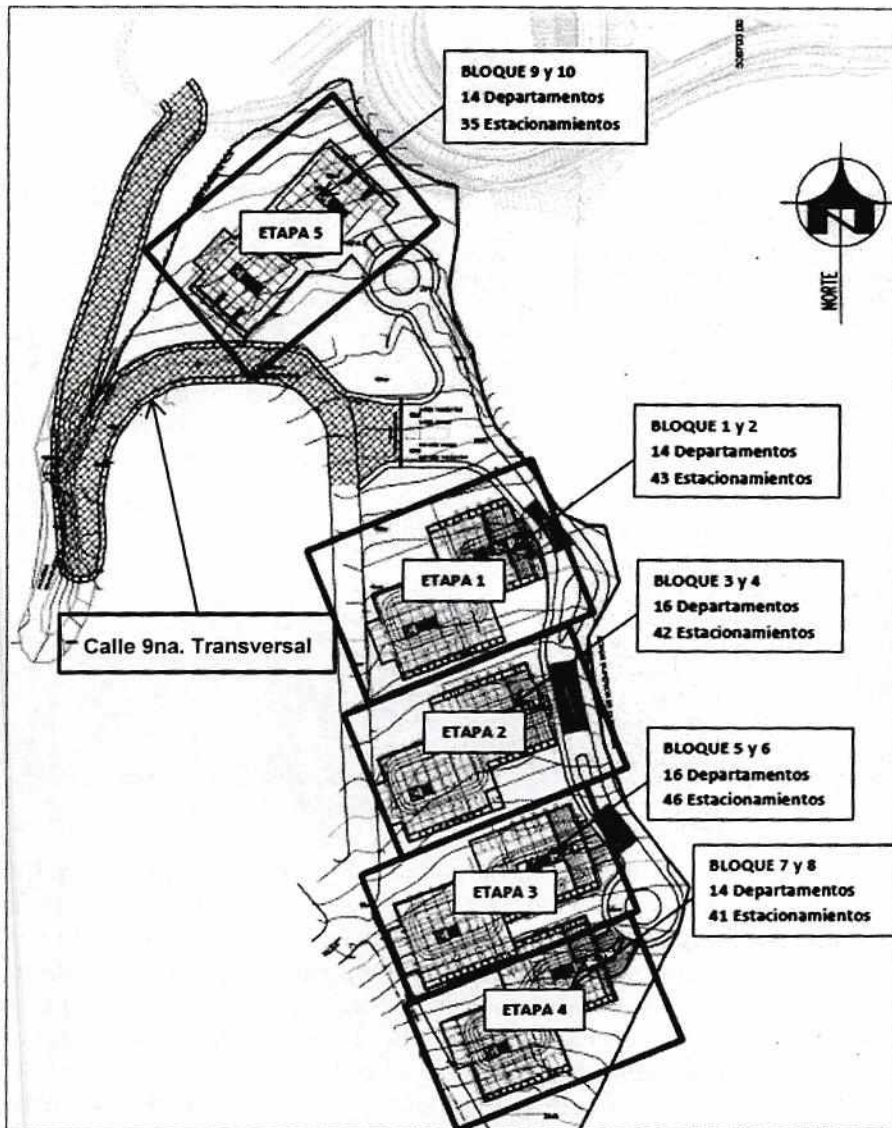 BLOQUE 9 y 10
14 Departamentos
35 Estacionamientos
ETAPA 5
NORTE
BLOQUE 1 y 2
14 Departamentos
43 Estacionamientos
ETAPA 1
BLOQUE 3 y 4
16 Departamentos
42 Estacionamientos
Calle 9na. Transversal
ETAPA 2
BLOQUE 5 y 6
16 Departamentos
46 Estacionamientos
BLOQUE 7 y 8
14 Departamentos
41 Estacionamientos
ETAPA 3
ETAPA 4